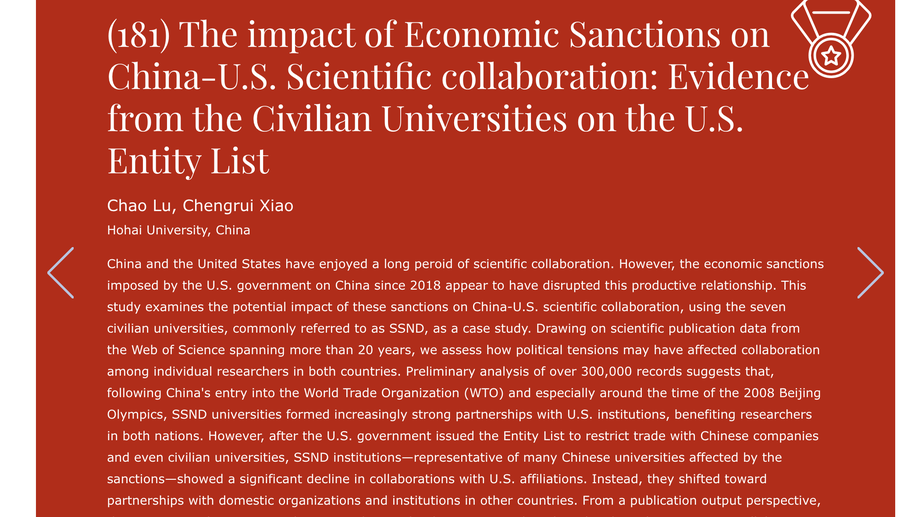 (181) The impact of Economic Sanctions on
China-U.S. Scientific collaboration: Evidence
from the Civilian Universities on the U.S.
Entity List
Chao Lu, Chengrui Xiao
Hohai University, China
China and the United States have enjoyed a long peroid of scientific collaboration. However, the economic sanctions
imposed by the U.S. government on China since 2018 appear to have disrupted this productive relationship. This
study examines the potential impact of these sanctions on China-U.S. scientific collaboration, using the seven
civilian universities, commonly referred to as SSND, as a case study. Drawing on scientific publication data from
the Web of Science spanning more than 20 years, we assess how political tensions may have affected collaboration
among individual researchers in both countries. Preliminary analysis of over 300,000 records suggests that,
following China's entry into the World Trade Organization (WTO) and especially around the time of the 2008 Beijing
Olympics, SSND universities formed increasingly strong partnerships with U.S. institutions, benefiting researchers
in both nations. However, after the U.S. government issued the Entity List to restrict trade with Chinese companies
and even civilian universities, SSND institutions—representative of many Chinese universities affected by the
sanctions—showed a significant decline in collaborations with U.S. affiliations. Instead, they shifted toward
partnerships with domestic organizations and institutions in other countries. From a publication output perspective,